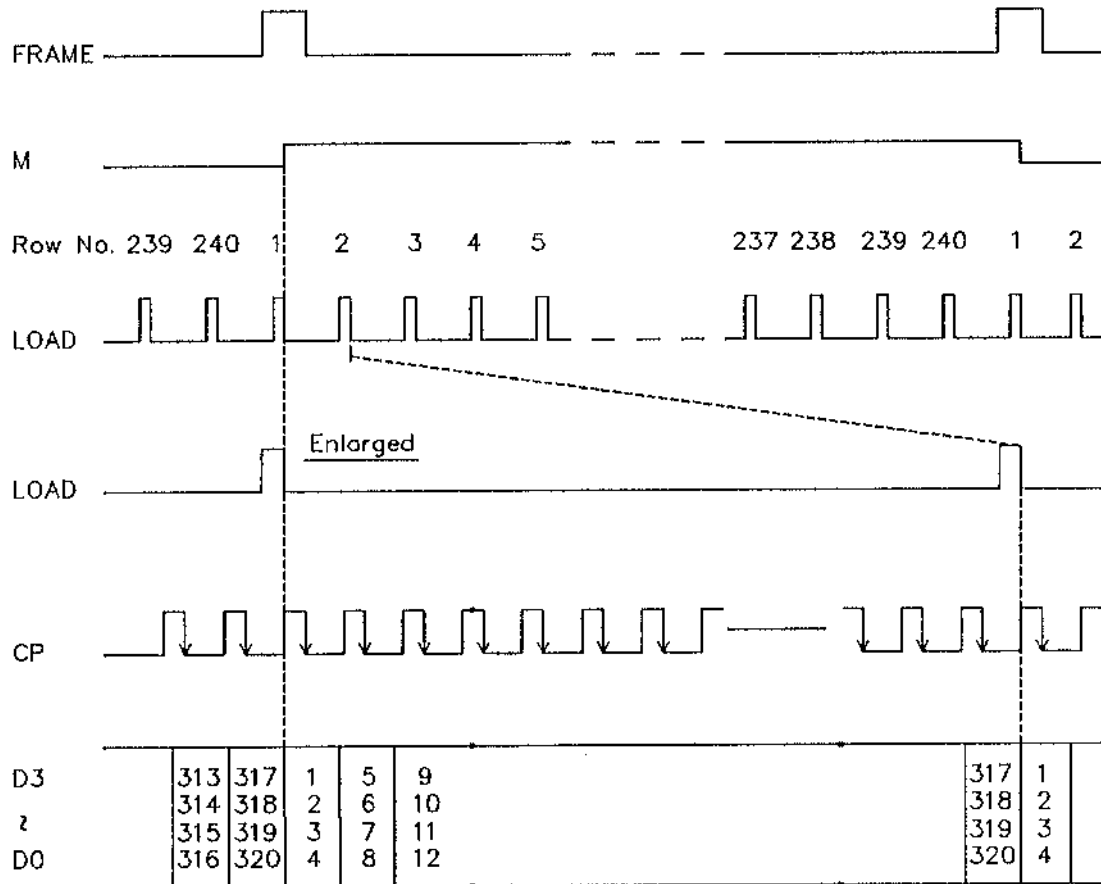 FRAME
M
Row No. 239 240 1 2 3 4 5 237 238 239 240 1 2
LOAD
Enlarged
LOAD
CP
D3 313 317 1 5 9 317 1
314 318 2 6 10 318 2
≀ 315 319 3 7 11 319 3
D0 316 320 4 8 12 320 4